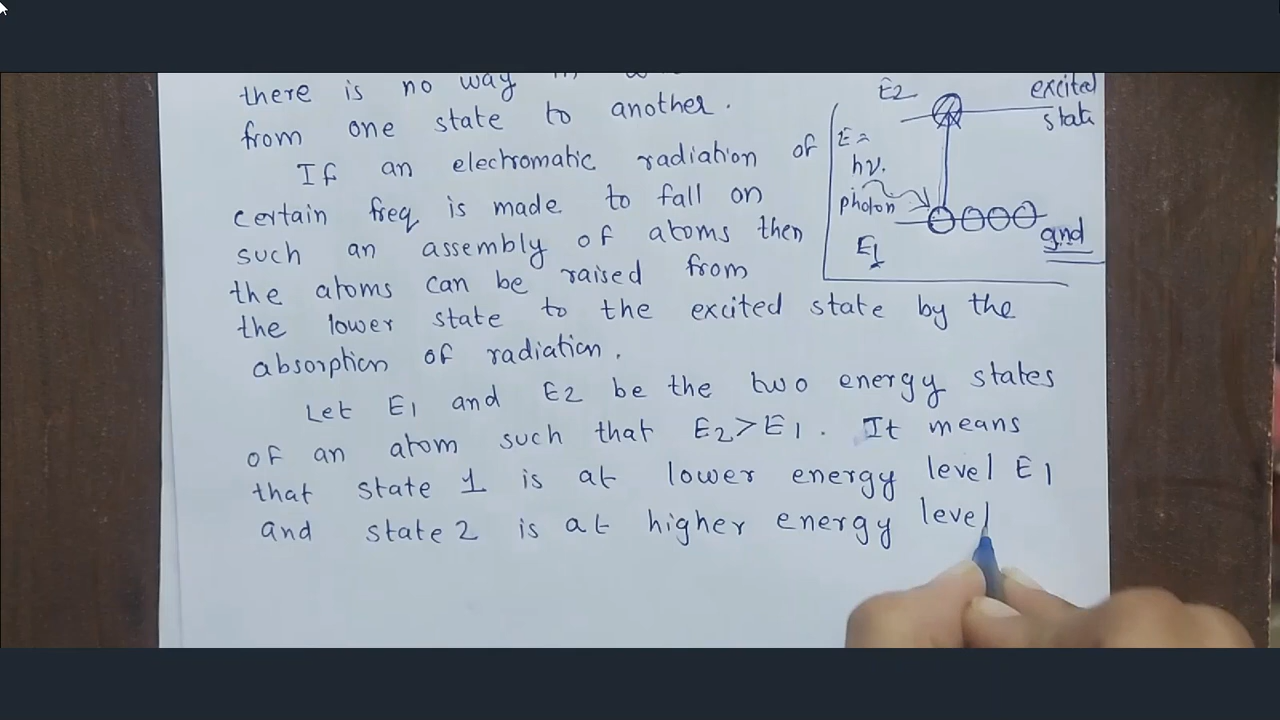 there is no way in
from one state to another.
If an electromatic radiation of
certain freq is made to fall on
such an assembly of atoms then
the atoms can be raised from
the lower state to the excited state by the
absorption of radiation.
Let E1 and E2 be the two energy states
of an atom such that E2>E1. It means
that state 1 is at lower energy level E1
and state 2 is at higher energy level
E2
excited
state
E=
hν.
photon
E1
gnd